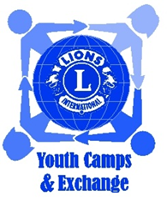 LIONS
L
INTERNATIONAL
Youth Camps
& Exchange